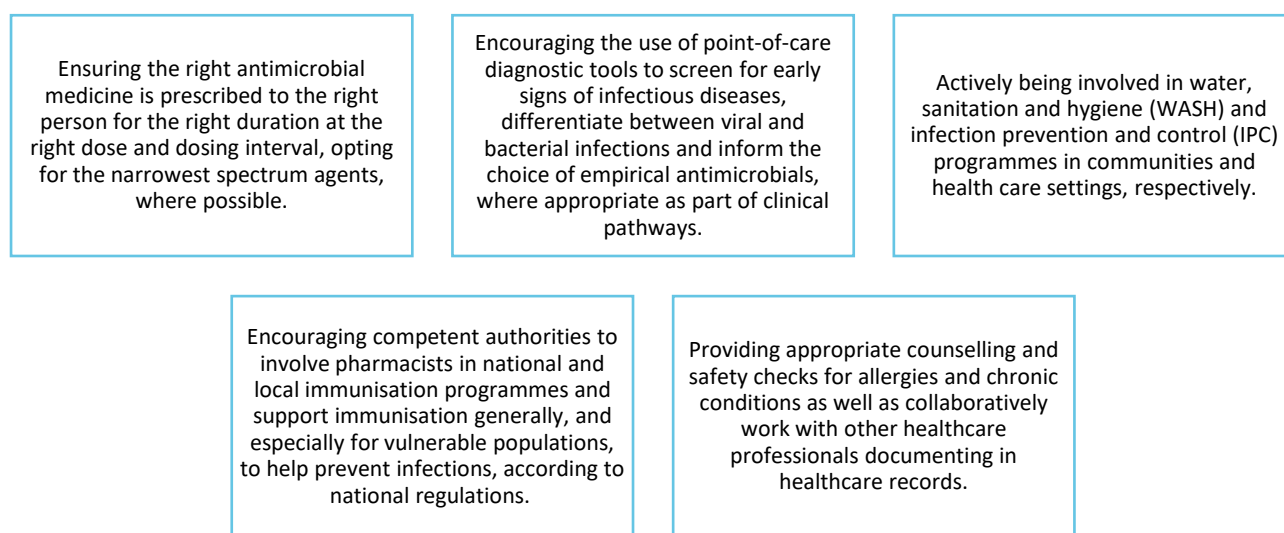 Ensuring the right antimicrobial
medicine is prescribed to the right
person for the right duration at the
right dose and dosing interval, opting
for the narrowest spectrum agents,
where possible.
Encouraging the use of point-of-care
diagnostic tools to screen for early
signs of infectious diseases,
differentiate between viral and
bacterial infections and inform the
choice of empirical antimicrobials,
where appropriate as part of clinical
pathways.
Actively being involved in water,
sanitation and hygiene (WASH) and
infection prevention and control (IPC)
programmes in communities and
health care settings, respectively.
Encouraging competent authorities to
involve pharmacists in national and
local immunisation programmes and
support immunisation generally, and
especially for vulnerable populations,
to help prevent infections, according to
national regulations.
Providing appropriate counselling and
safety checks for allergies and chronic
conditions as well as collaboratively
work with other healthcare
professionals documenting in
healthcare records.